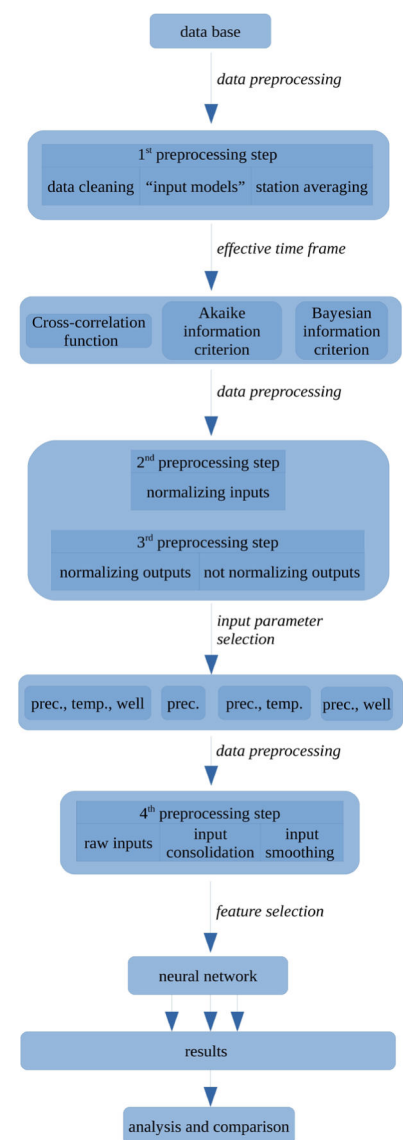 data base
data preprocessing
1st preprocessing step
data cleaning “input models” station averaging
effective time frame
Cross-correlation
function
Akaike
information
criterion
Bayesian
information
criterion
data preprocessing
2nd preprocessing step
normalizing inputs
3rd preprocessing step
normalizing outputs not normalizing outputs
input parameter
selection
prec., temp., well prec. prec., temp. prec., well
data preprocessing
4th preprocessing step
raw inputs
input
consolidation
input
smoothing
feature selection
neural network
results
analysis and comparison